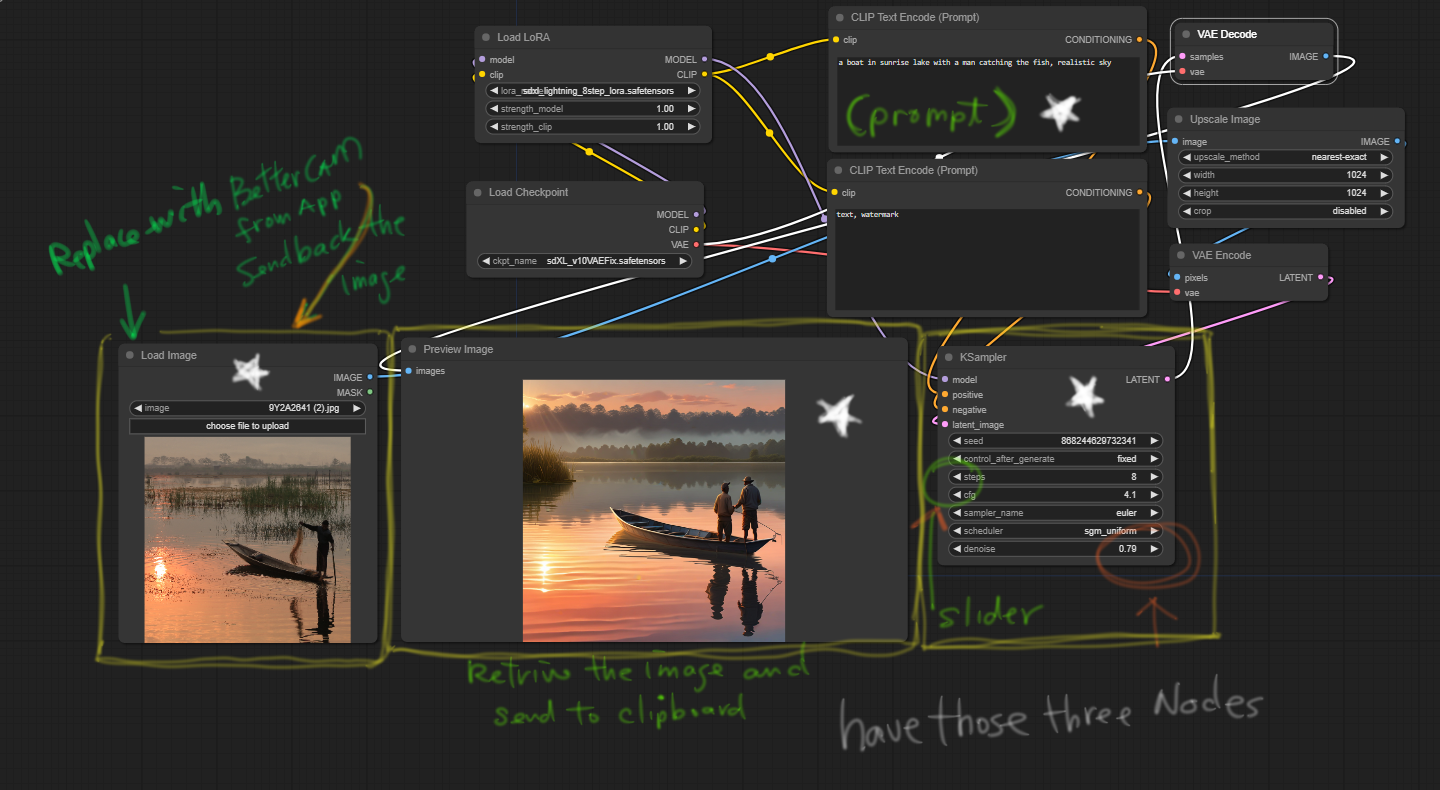 Load LoRA
model
MODEL
clip
CLIP
sdxl_lightning_8step_lora.safetensors
strength_model 1.00
strength_clip 1.00
Load Checkpoint
MODEL
CLIP
VAE
ckpt_name sdXL_v10VAEFix.safetensors
CLIP Text Encode (Prompt)
clip
CONDITIONING
a boat in sunrise lake with a man catching the fish, realistic sky
(prompt)
CLIP Text Encode (Prompt)
clip
CONDITIONING
text, watermark
VAE Decode
samples
IMAGE
vae
Upscale Image
image
IMAGE
upscale_method nearest-exact
width 1024
height 1024
crop disabled
VAE Encode
pixels
LATENT
vae
Replace with BetterCam
from App
Send back the
image
Load Image
IMAGE
MASK
image 9Y2A2641 (2).jpg
choose file to upload
Preview Image
images
KSampler
model
LATENT
positive
negative
latent_image
seed 868244629732341
control_after_generate fixed
steps 8
cfg 4.1
sampler_name euler
scheduler sgm_uniform
denoise 0.79
slider
Retrive the image and
send to clipboard
have those three Nodes